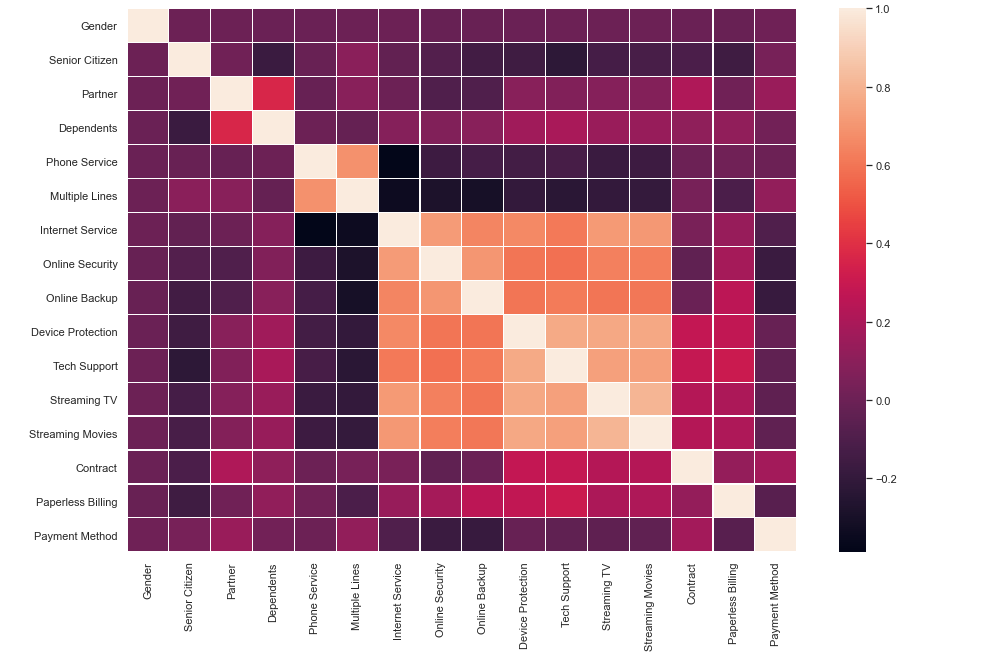 Gender
Senior Citizen
Partner
Dependents
Phone Service
Multiple Lines
Internet Service
Online Security
Online Backup
Device Protection
Tech Support
Streaming TV
Streaming Movies
Contract
Paperless Billing
Payment Method
Gender
Senior Citizen
Partner
Dependents
Phone Service
Multiple Lines
Internet Service
Online Security
Online Backup
Device Protection
Tech Support
Streaming TV
Streaming Movies
Contract
Paperless Billing
Payment Method
1.0
0.8
0.6
0.4
0.2
0.0
−0.2